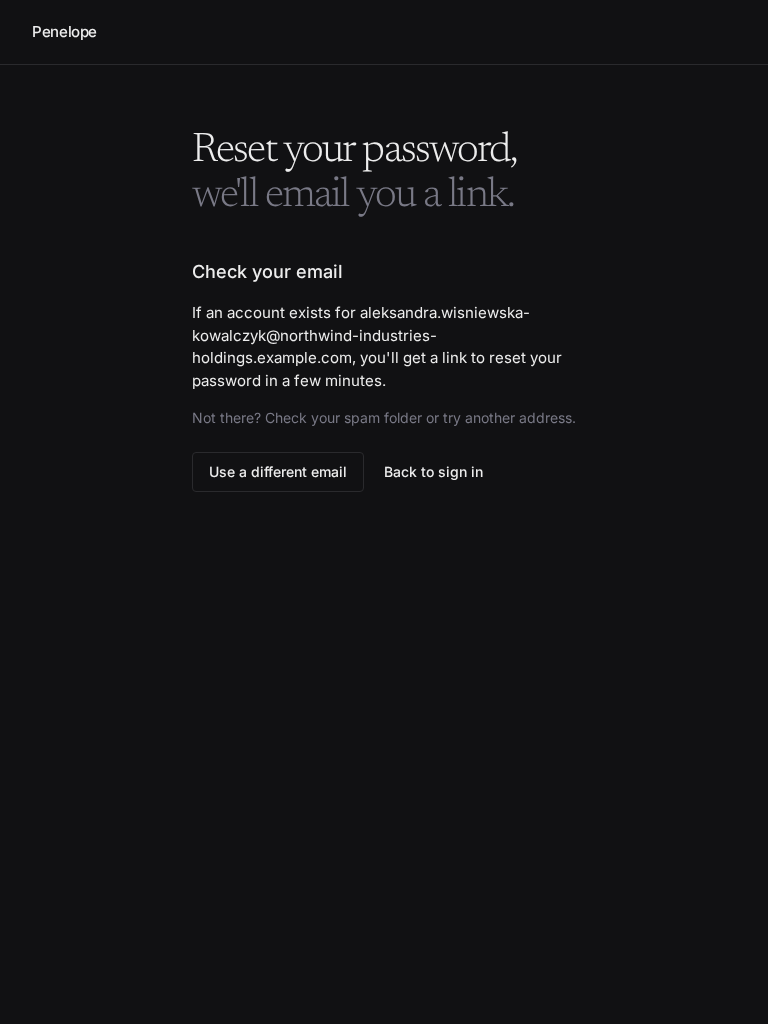 Penelope
Reset your password,
we'll email you a link.
Check your email
If an account exists for aleksandra.wisniewska-
kowalczyk@northwind-industries-
holdings.example.com, you'll get a link to reset your
password in a few minutes.
Not there? Check your spam folder or try another address.
Use a different email
Back to sign in